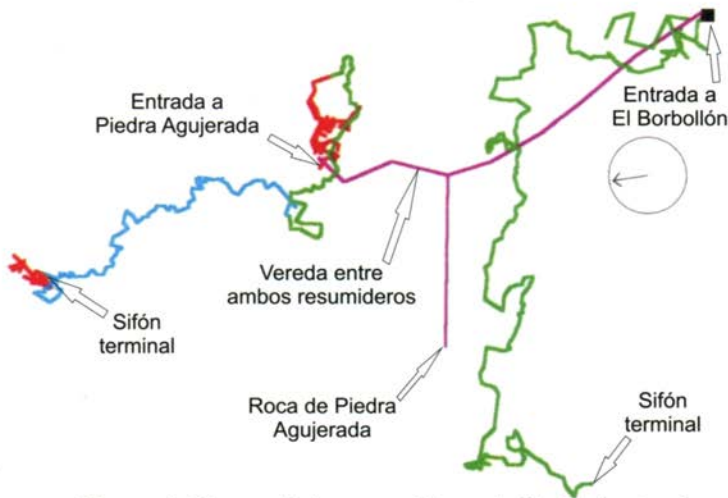 Entrada a
Piedra Agujerada
Entrada a
El Borbollón
Vereda entre
ambos resumideros
Sifón
terminal
Roca de Piedra
Agujerada
Sifón
terminal